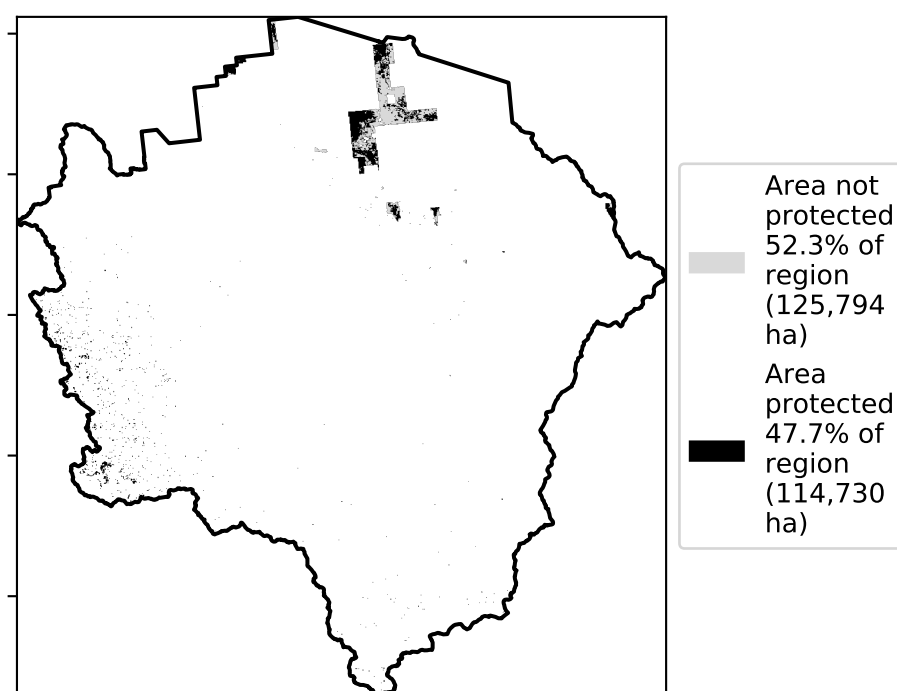 Area not
protected
52.3% of
region
(125,794
ha)
Area
protected
47.7% of
region
(114,730
ha)